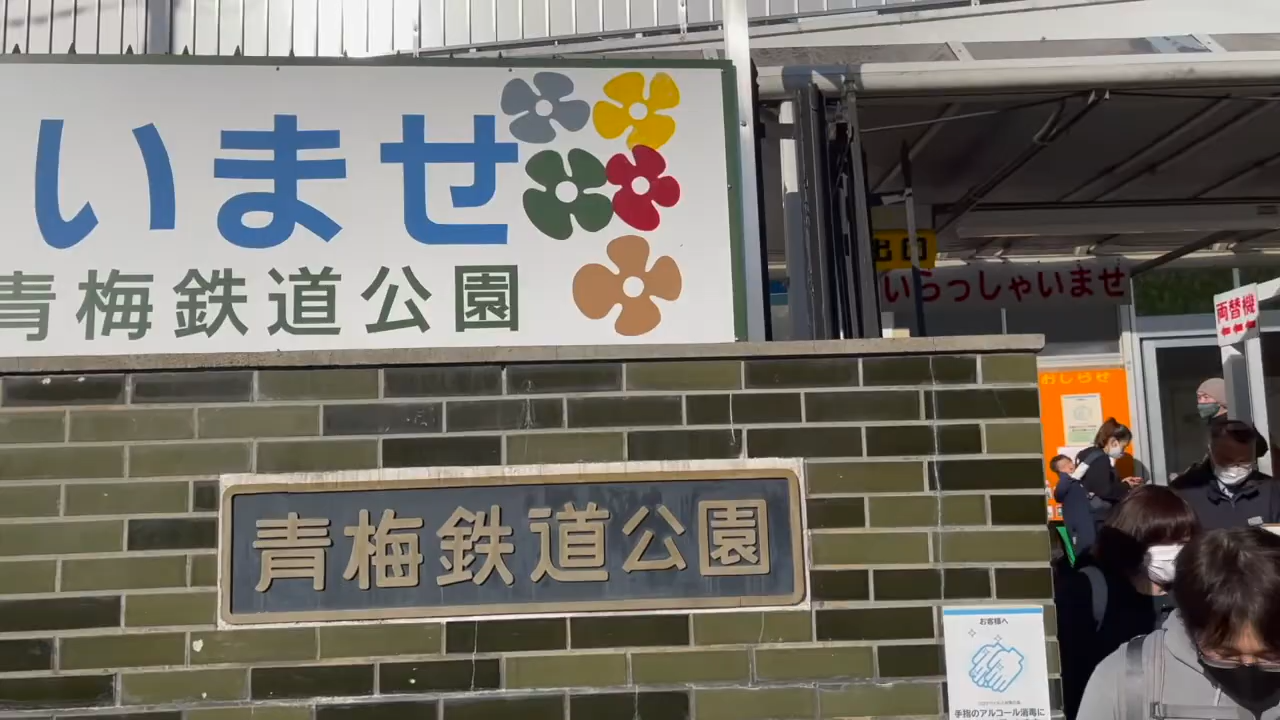 いませ
青梅鉄道公園
出口
いらっしゃいませ
両替機
おしらせ
青梅鉄道公園
お客様へ
手指のアルコール消毒に